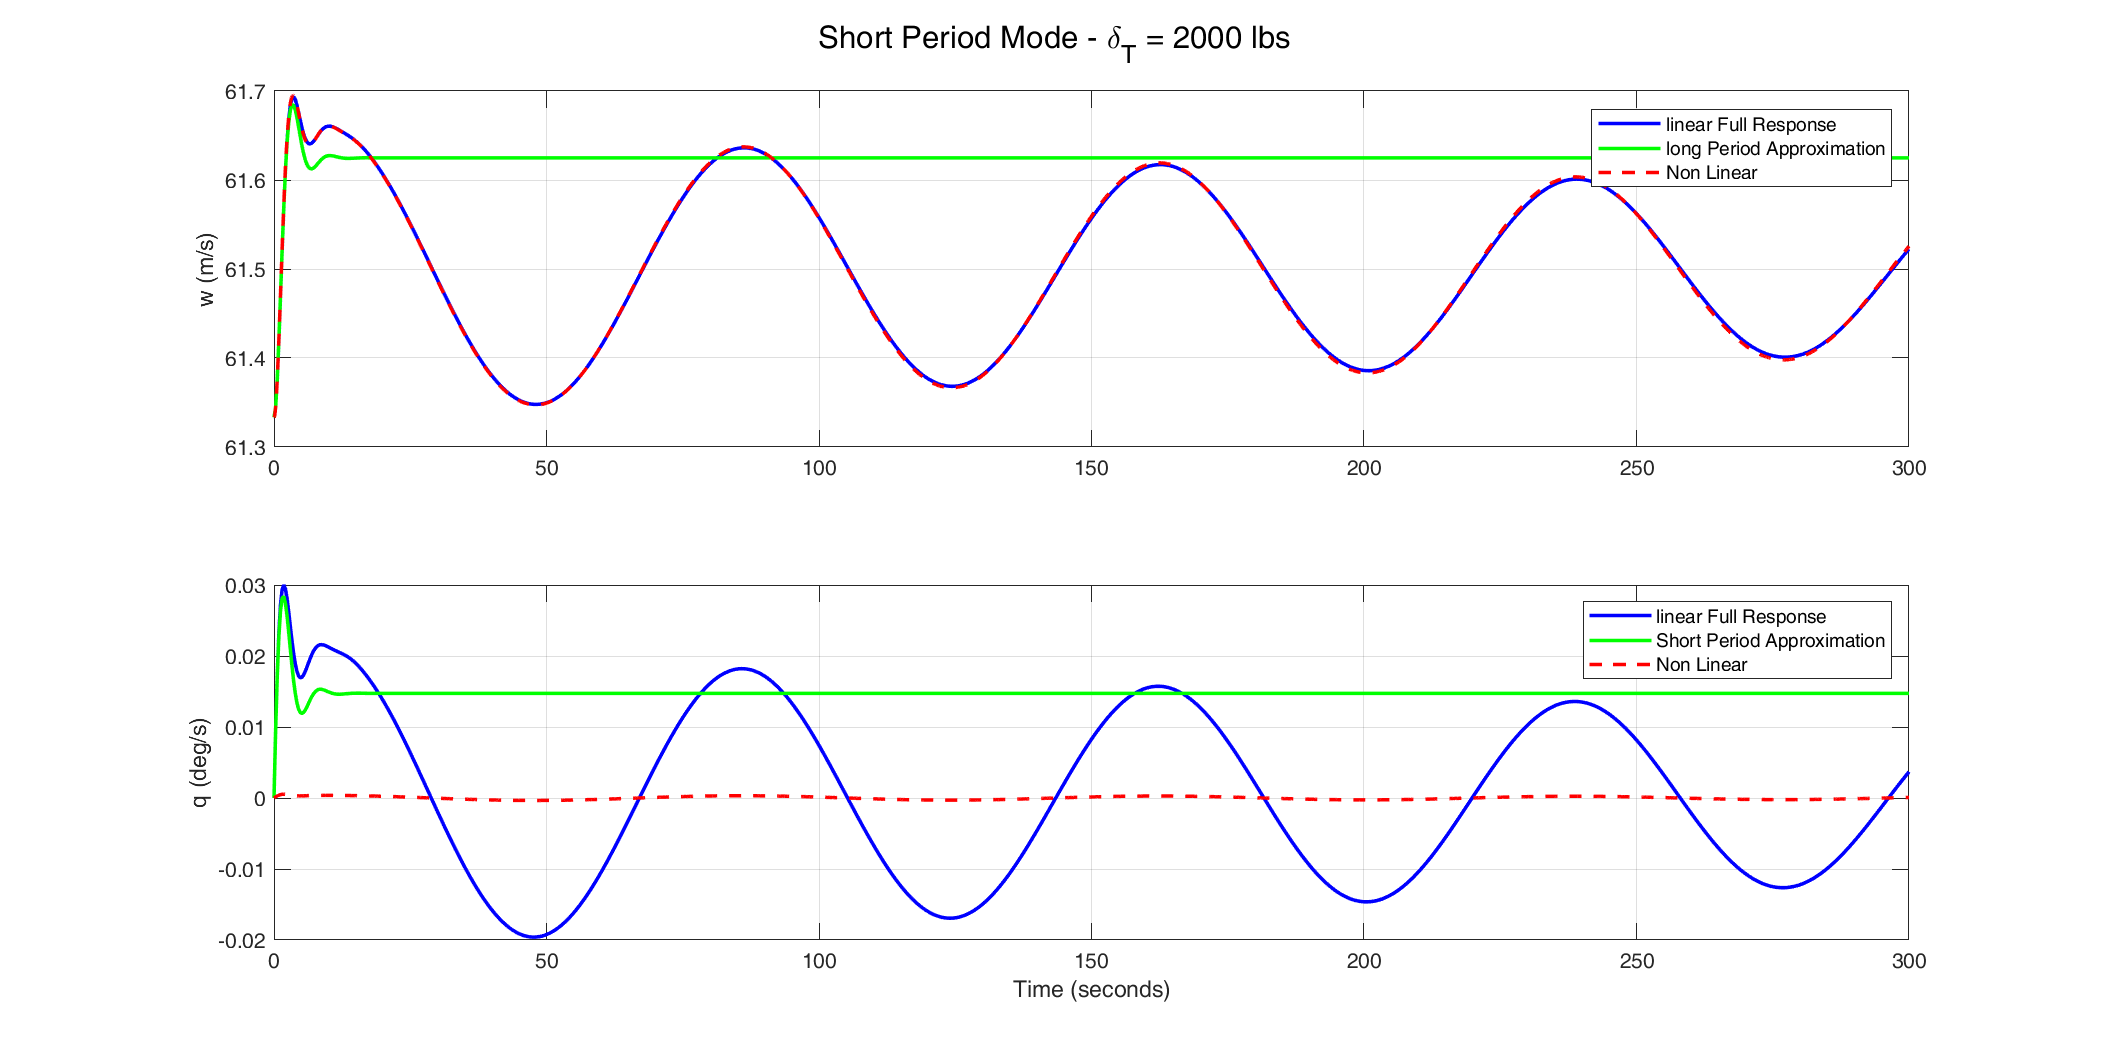 Short Period Mode - δT = 2000 lbs
61.7
61.6
61.5
61.4
61.3
w (m/s)
0 50 100 150 200 250 300
linear Full Response
long Period Approximation
Non Linear
0.03
0.02
0.01
0
-0.01
-0.02
q (deg/s)
0 50 100 150 200 250 300
Time (seconds)
linear Full Response
Short Period Approximation
Non Linear